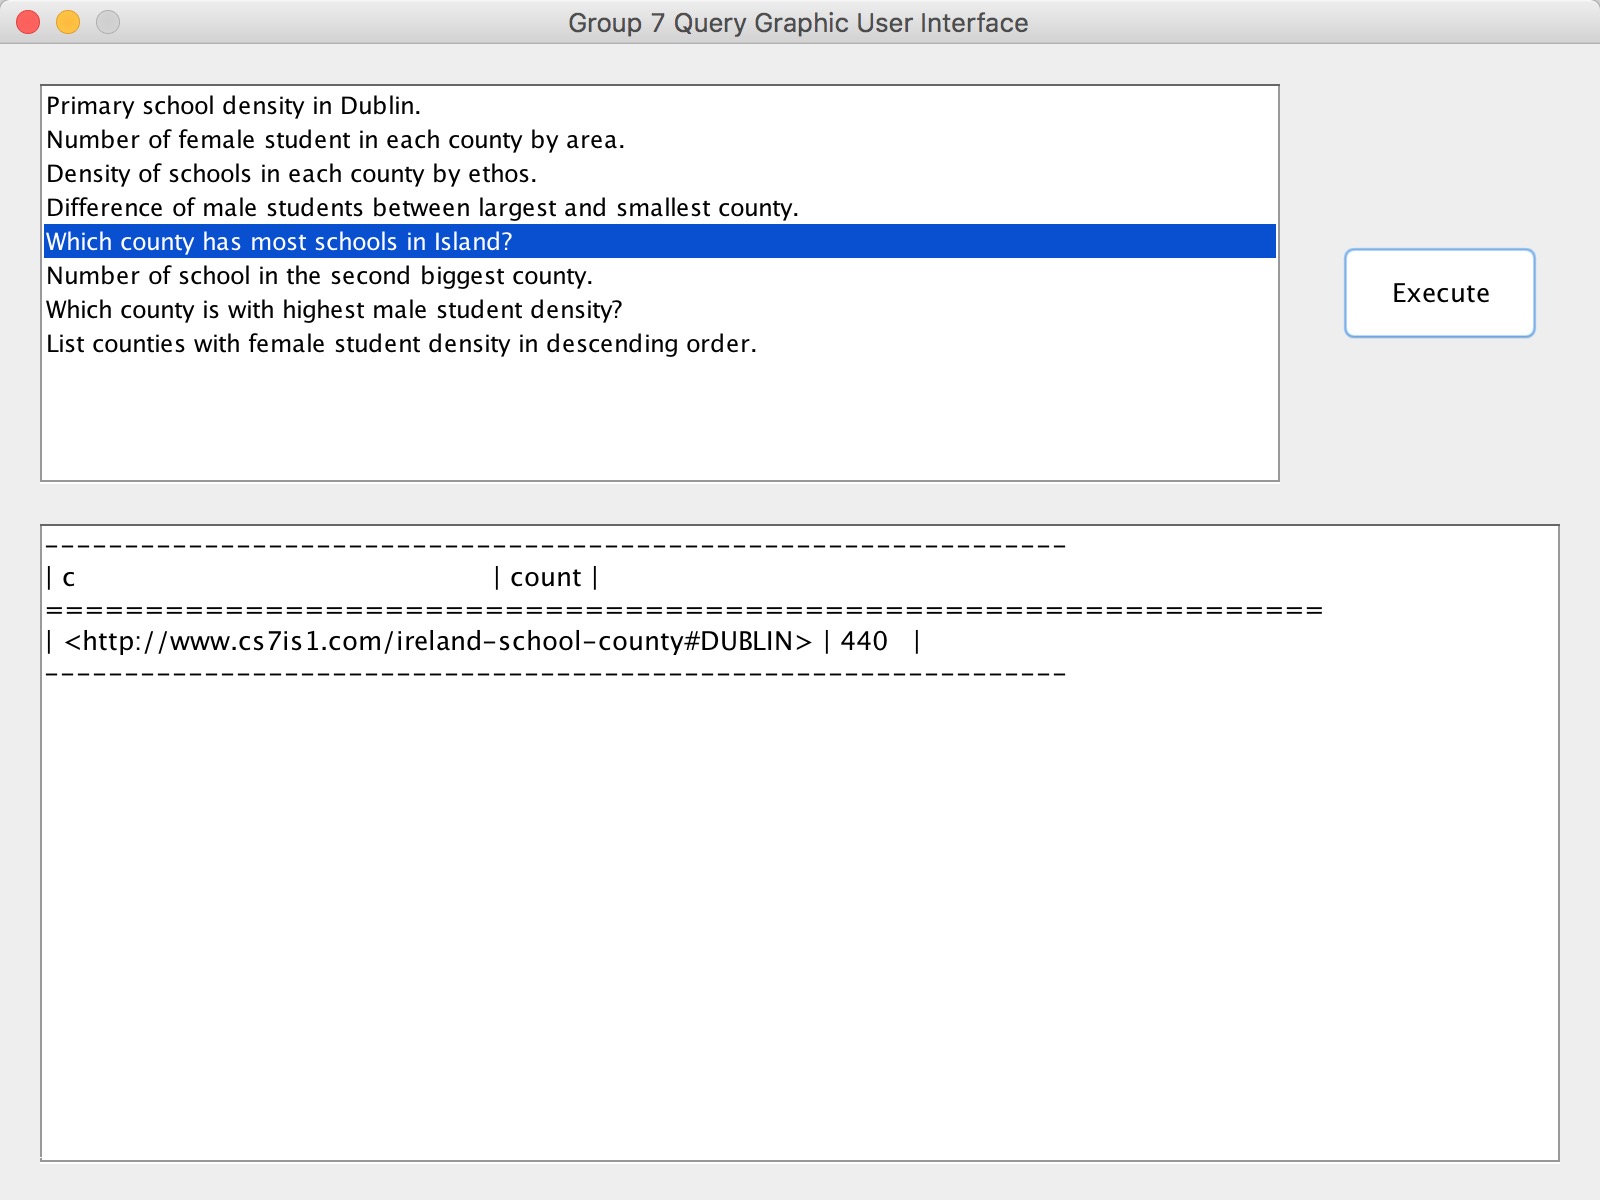 Group 7 Query Graphic User Interface
Primary school density in Dublin.
Number of female student in each county by area.
Density of schools in each county by ethos.
Difference of male students between largest and smallest county.
Which county has most schools in Island?
Number of school in the second biggest county.
Which county is with highest male student density?
List counties with female student density in descending order.
Execute
----------------------------------------------------------------
| c | count |
================================================================
| <http://www.cs7is1.com/ireland-school-county#DUBLIN> | 440 |
----------------------------------------------------------------